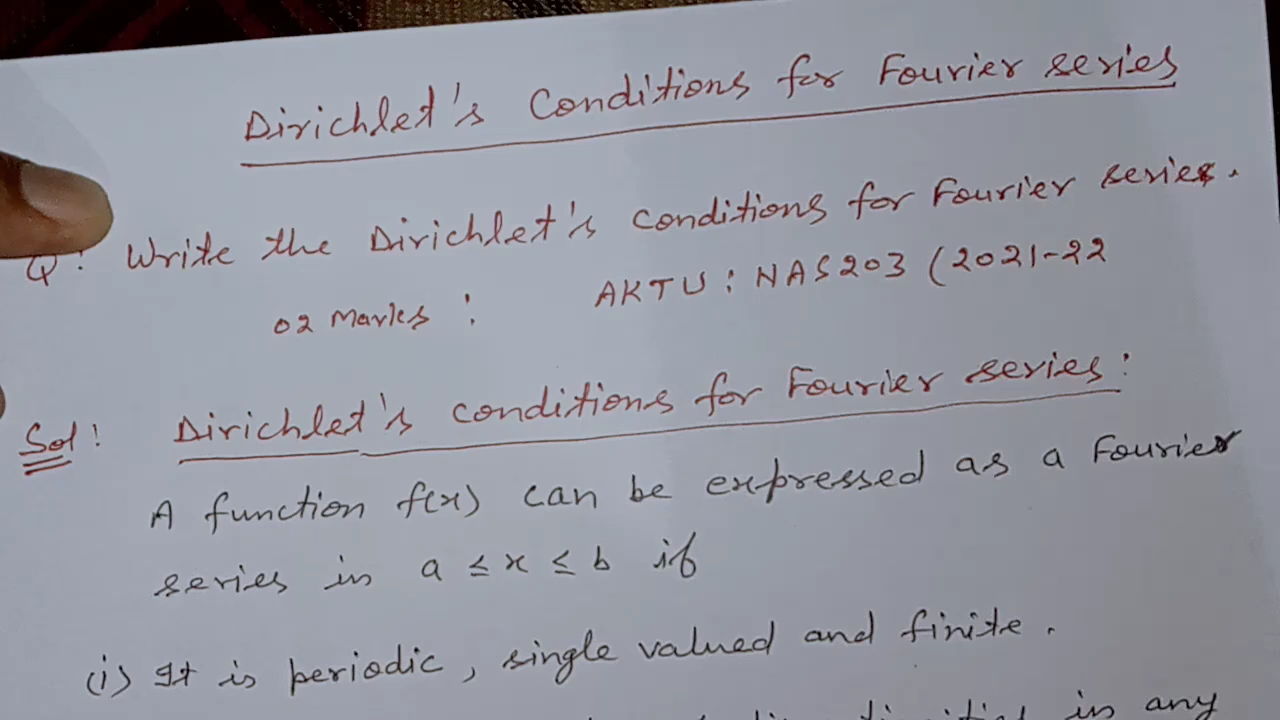 Dirichlet's Conditions for Fourier series
Q: Write the Dirichlet's conditions for Fourier series.
02 Marks : AKTU : NAS203 (2021-22
Sol: Dirichlet's conditions for Fourier series:
A function f(x) can be expressed as a Fourier
series in a ≤ x ≤ b if
(i) It is periodic, single valued and finite.
in any